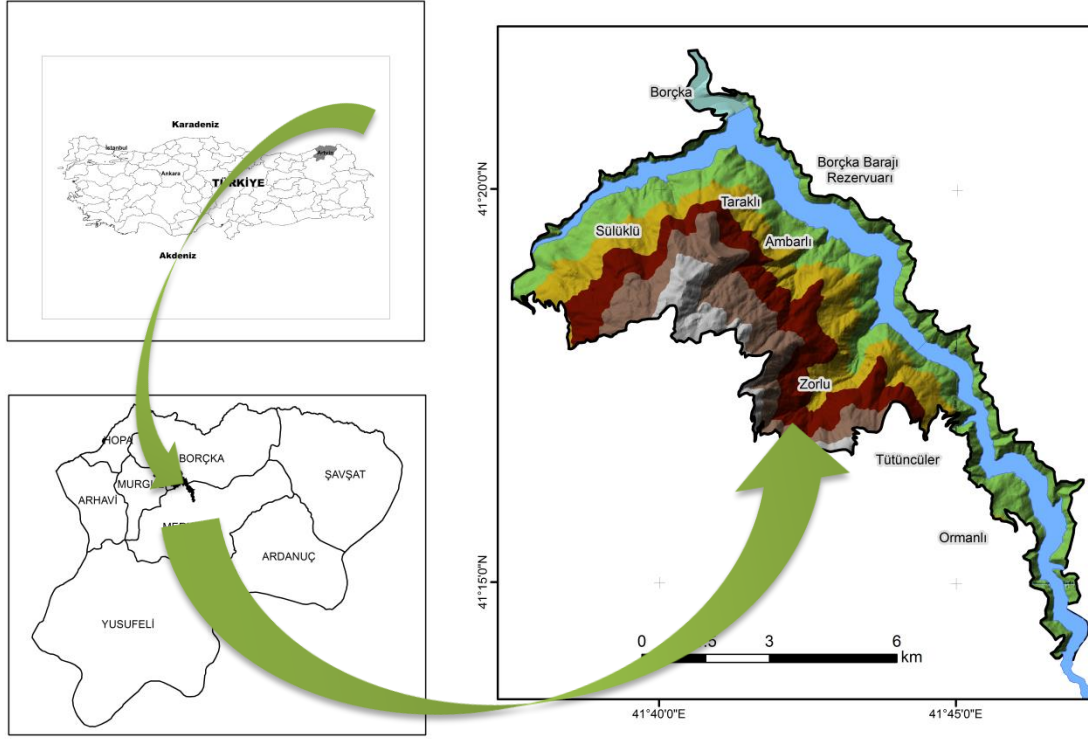 Karadeniz
İstanbul
Artvin
Ankara
TÜRKİYE
Akdeniz
HOPA
BORÇKA
ŞAVŞAT
ARHAVİ
ARDANUÇ
YUSUFELİ
Borçka
Borçka Barajı
Rezervuarı
41°20'0"N
Taraklı
Sülüklü
Ambarlı
Zorlu
Tütüncüler
Ormanlı
41°15'0"N
0
3
6
km
41°40'0"E
41°45'0"E